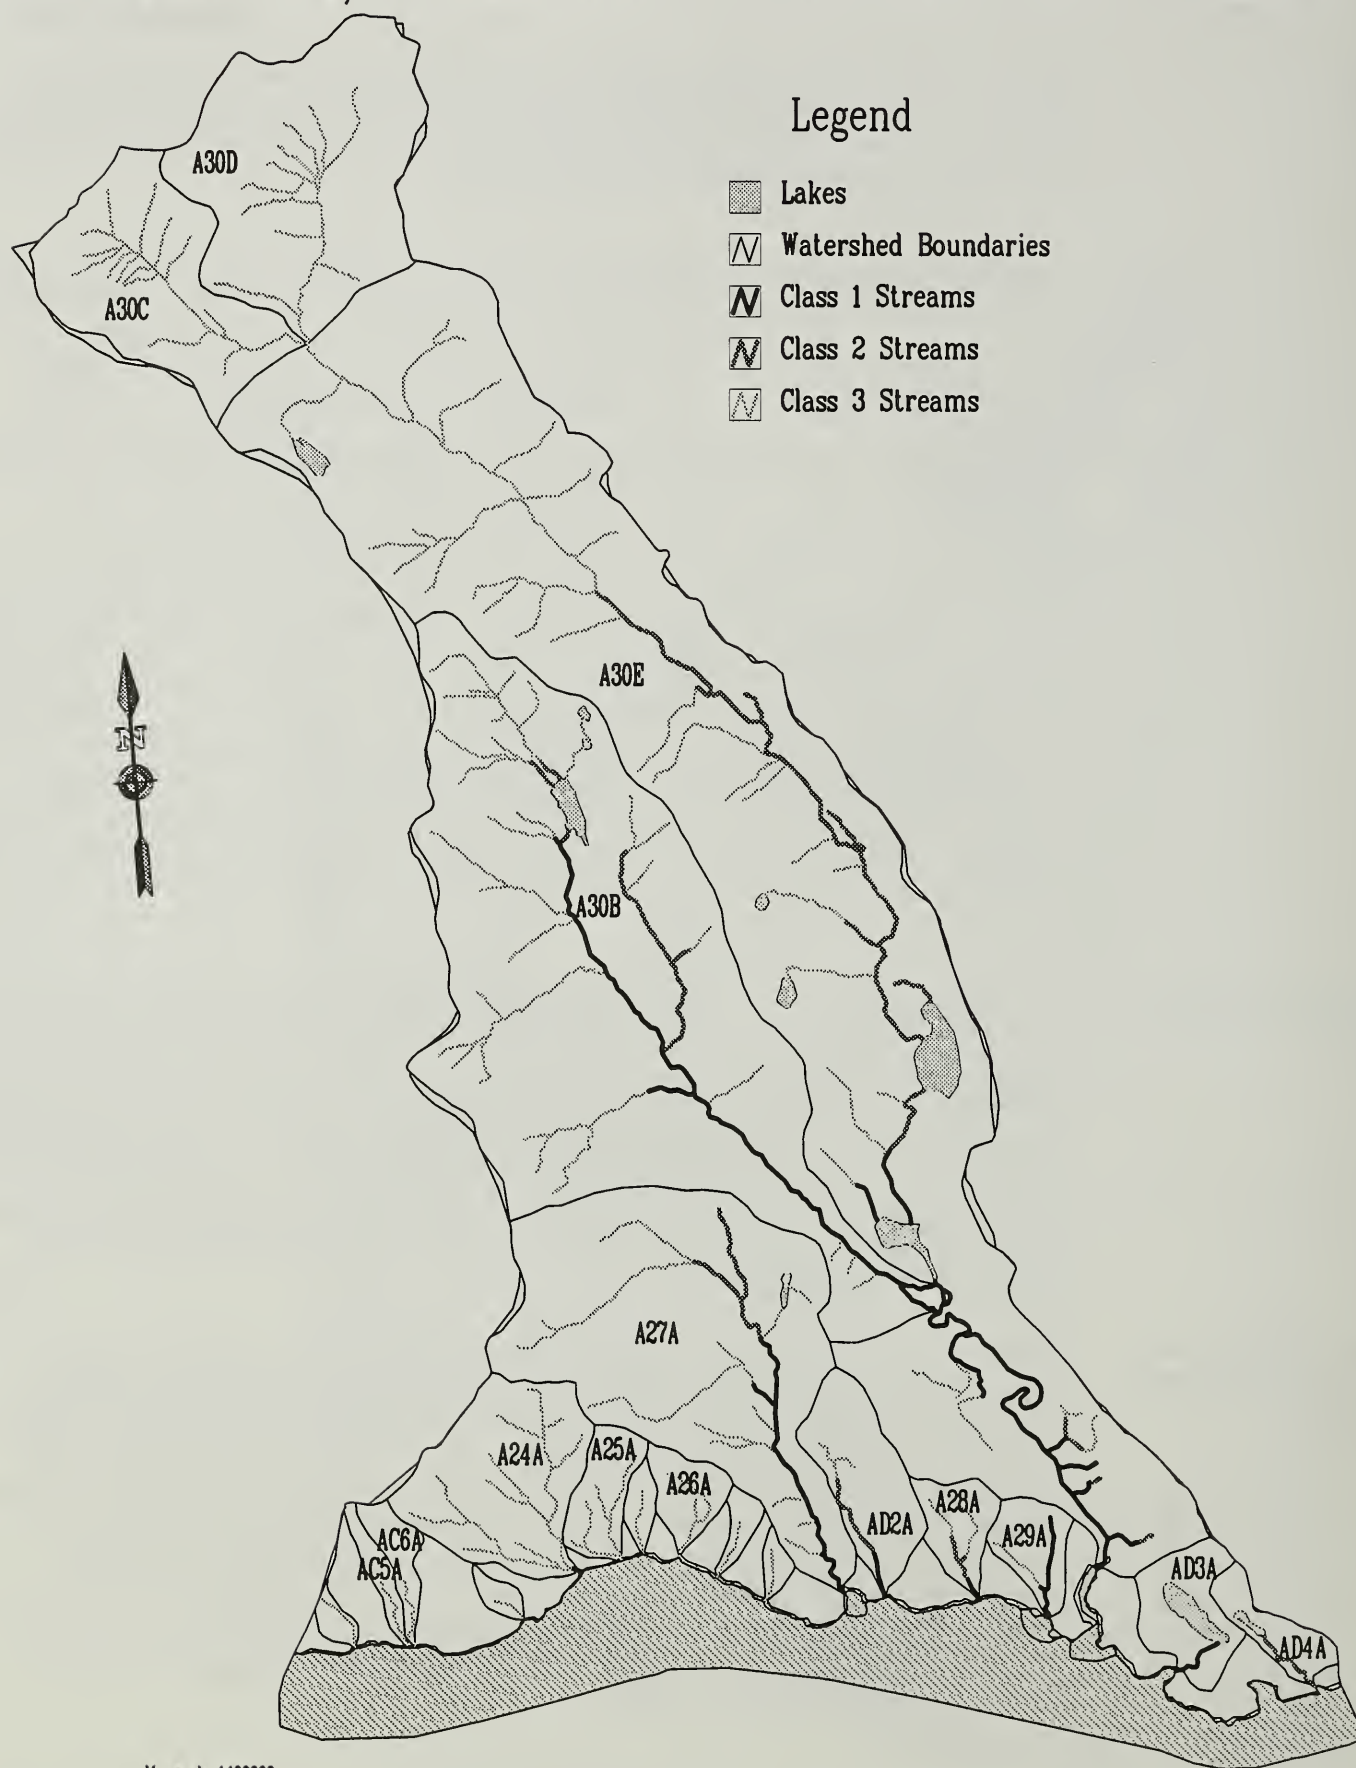 Legend
Lakes
Watershed Boundaries
Class 1 Streams
Class 2 Streams
Class 3 Streams
A30D
A30C
A30E
N
A30B
A27A
A24A
A25A
A26A
A28A
AD2A
A29A
AC6A
AC5A
AD3A
AD4A